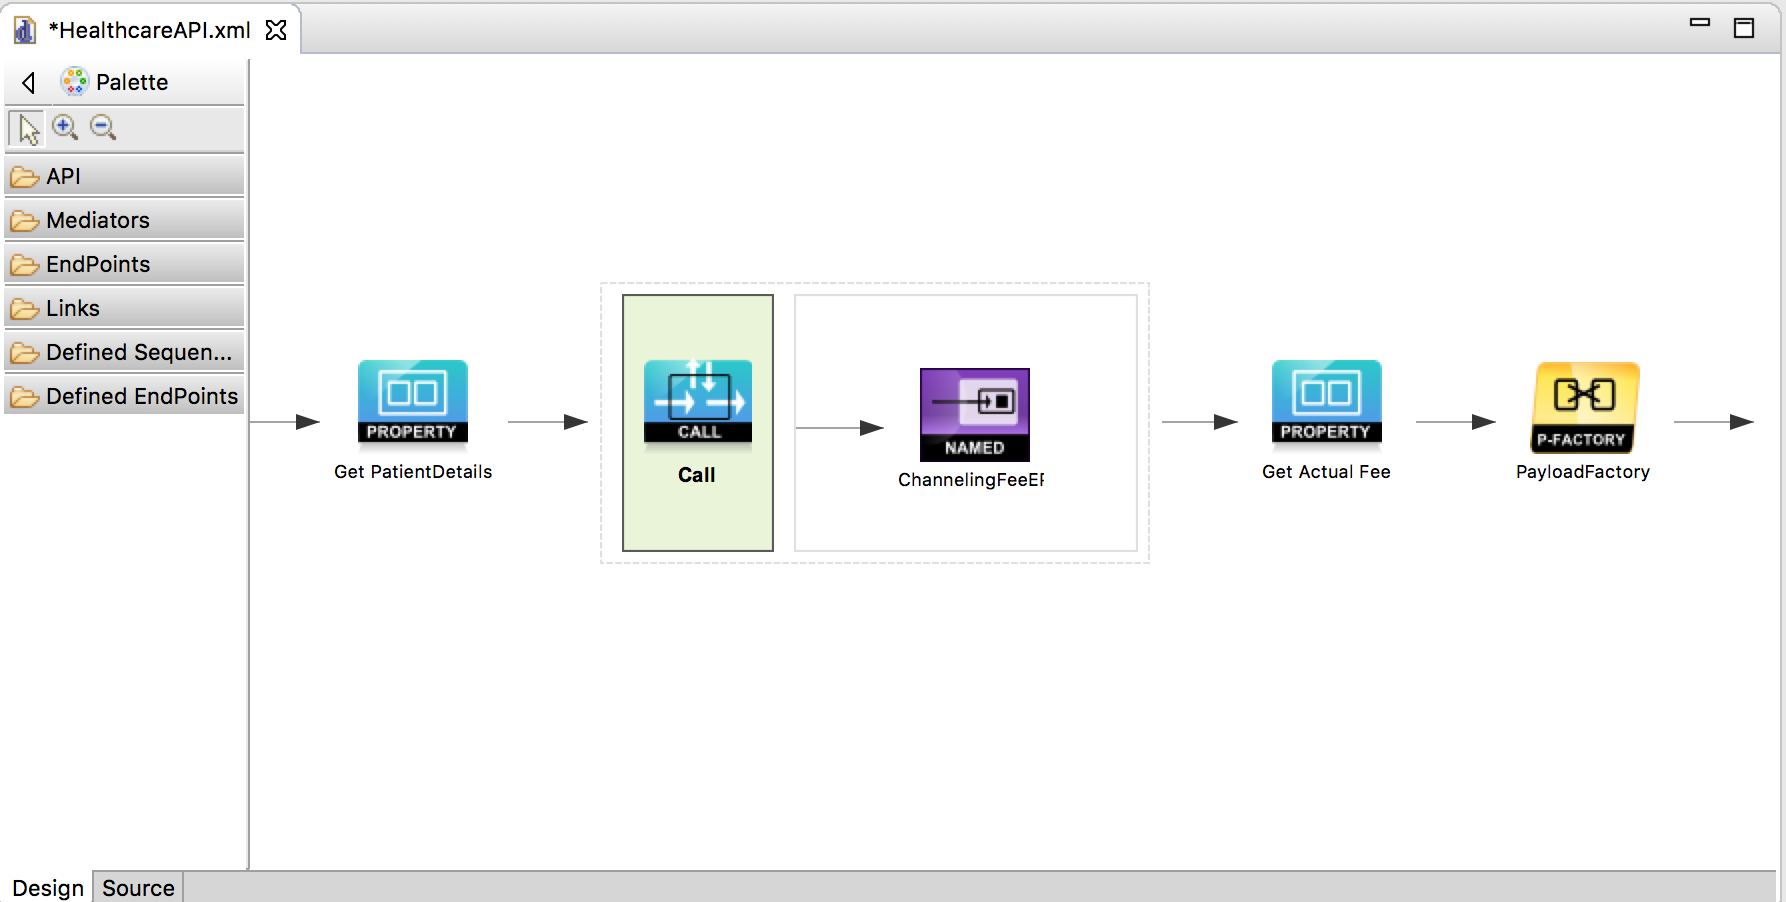 *HealthcareAPI.xml
Palette
API
Mediators
EndPoints
Links
Defined Sequen...
Defined EndPoints
PROPERTY
Get PatientDetails
CALL
Call
NAMED
ChannelingFeeEP
PROPERTY
Get Actual Fee
P-FACTORY
PayloadFactory
Design
Source